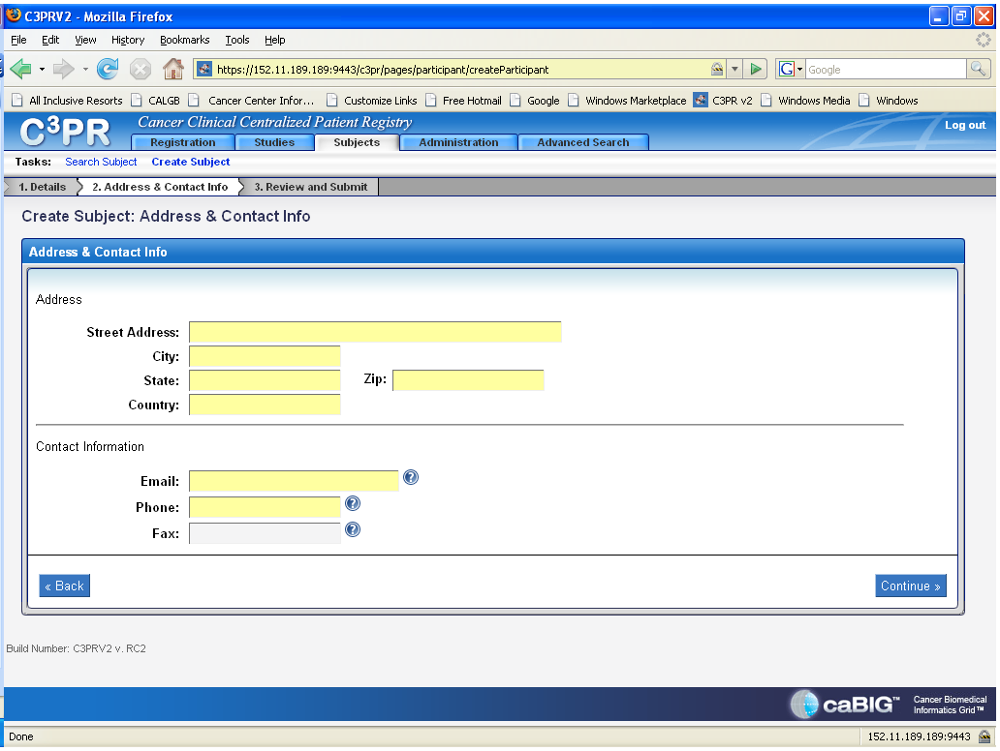 C3PRV2 - Mozilla Firefox
File Edit View History Bookmarks Tools Help
https://152.11.189.189:9443/c3pr/pages/participant/createParticipant
G Google
All Inclusive Resorts CALGB Cancer Center Infor... Customize Links Free Hotmail Google Windows Marketplace C3PR v2 Windows Media Windows
C3PR Cancer Clinical Centralized Patient Registry Log out
Registration Studies Subjects Administration Advanced Search
Tasks: Search Subject Create Subject
1. Details 2. Address & Contact Info 3. Review and Submit
Create Subject: Address & Contact Info
Address & Contact Info
Address
Street Address:
City:
State: Zip:
Country:
Contact Information
Email: ?
Phone: ?
Fax: ?
« Back Continue »
Build Number: C3PRV2 v. RC2
caBIG™ Cancer Biomedical
Informatics Grid™
Done 152.11.189.189:9443